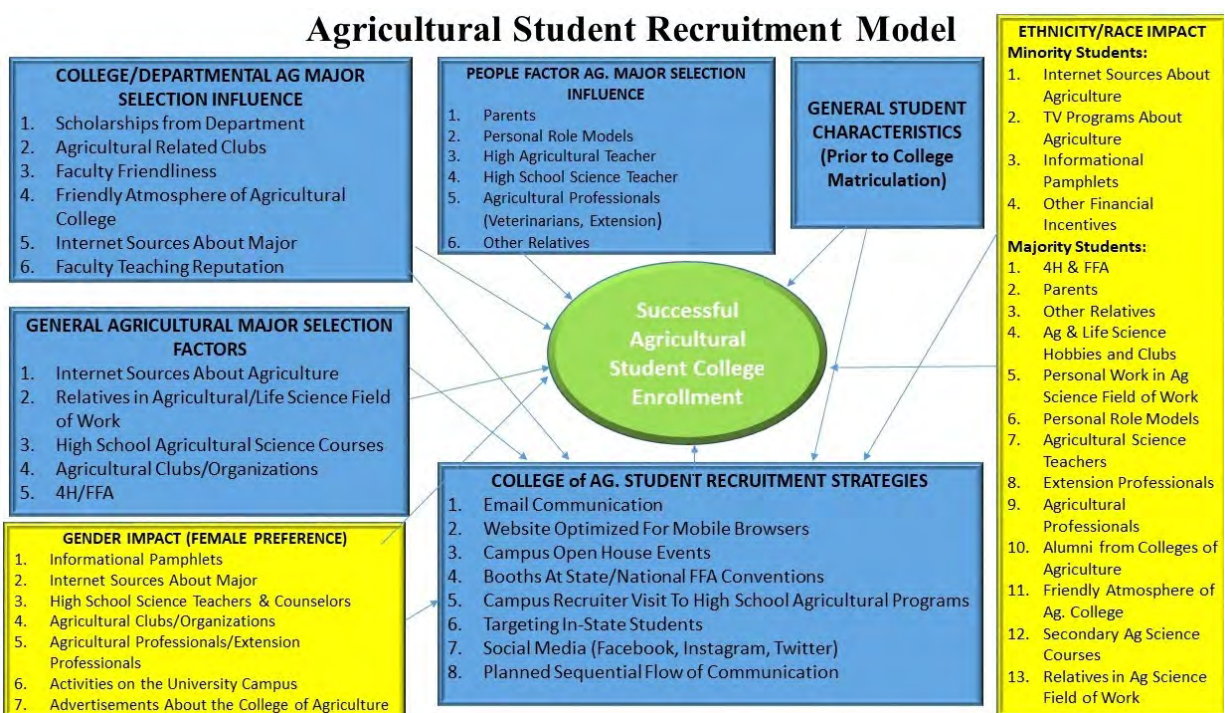 Agricultural Student Recruitment Model
COLLEGE/DEPARTMENTAL AG MAJOR
SELECTION INFLUENCE
1. Scholarships from Department
2. Agricultural Related Clubs
3. Faculty Friendliness
4. Friendly Atmosphere of Agricultural
College
5. Internet Sources About Major
6. Faculty Teaching Reputation
PEOPLE FACTOR AG. MAJOR SELECTION
INFLUENCE
1. Parents
2. Personal Role Models
3. High Agricultural Teacher
4. High School Science Teacher
5. Agricultural Professionals
(Veterinarians, Extension)
6. Other Relatives
GENERAL STUDENT
CHARACTERISTICS
(Prior to College
Matriculation)
ETHNICITY/RACE IMPACT
Minority Students:
1. Internet Sources About
Agriculture
2. TV Programs About
Agriculture
3. Informational
Pamphlets
4. Other Financial
Incentives
Majority Students:
1. 4H & FFA
2. Parents
3. Other Relatives
4. Ag & Life Science
Hobbies and Clubs
5. Personal Work in Ag
Science Field of Work
6. Personal Role Models
7. Agricultural Science
Teachers
8. Extension Professionals
9. Agricultural
Professionals
10. Alumni from Colleges of
Agriculture
11. Friendly Atmosphere of
Ag. College
12. Secondary Ag Science
Courses
13. Relatives in Ag Science
Field of Work
Successful
Agricultural
Student College
Enrollment
GENERAL AGRICULTURAL MAJOR SELECTION
FACTORS
1. Internet Sources About Agriculture
2. Relatives in Agricultural/Life Science Field
of Work
3. High School Agricultural Science Courses
4. Agricultural Clubs/Organizations
5. 4H/FFA
GENDER IMPACT (FEMALE PREFERENCE)
1. Informational Pamphlets
2. Internet Sources About Major
3. High School Science Teachers & Counselors
4. Agricultural Clubs/Organizations
5. Agricultural Professionals/Extension
Professionals
6. Activities on the University Campus
7. Advertisements About the College of Agriculture
COLLEGE of AG. STUDENT RECRUITMENT STRATEGIES
1. Email Communication
2. Website Optimized For Mobile Browsers
3. Campus Open House Events
4. Booths At State/National FFA Conventions
5. Campus Recruiter Visit To High School Agricultural Programs
6. Targeting In-State Students
7. Social Media (Facebook, Instagram, Twitter)
8. Planned Sequential Flow of Communication